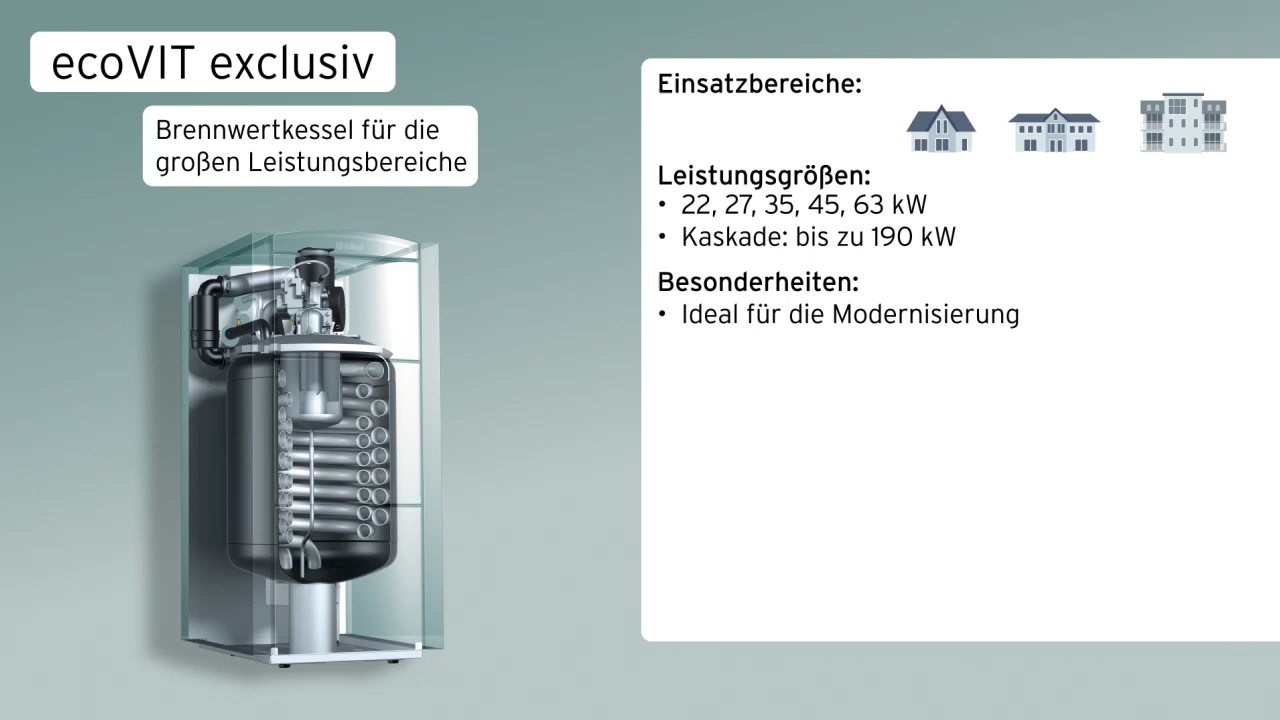 ecoVIT exclusiv
Brennwertkessel für die
großen Leistungsbereiche
Einsatzbereiche:
Leistungsgrößen:
• 22, 27, 35, 45, 63 kW
• Kaskade: bis zu 190 kW
Besonderheiten:
• Ideal für die Modernisierung